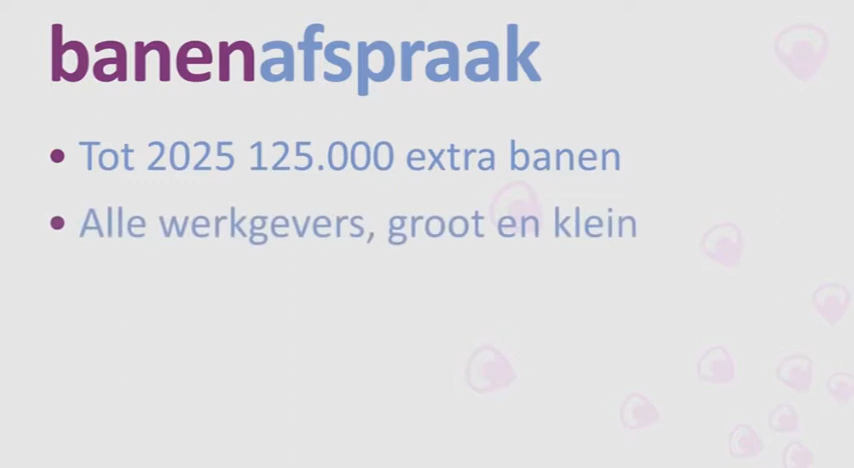 banenafspraak
• Tot 2025 125.000 extra banen
• Alle werkgevers, groot en klein